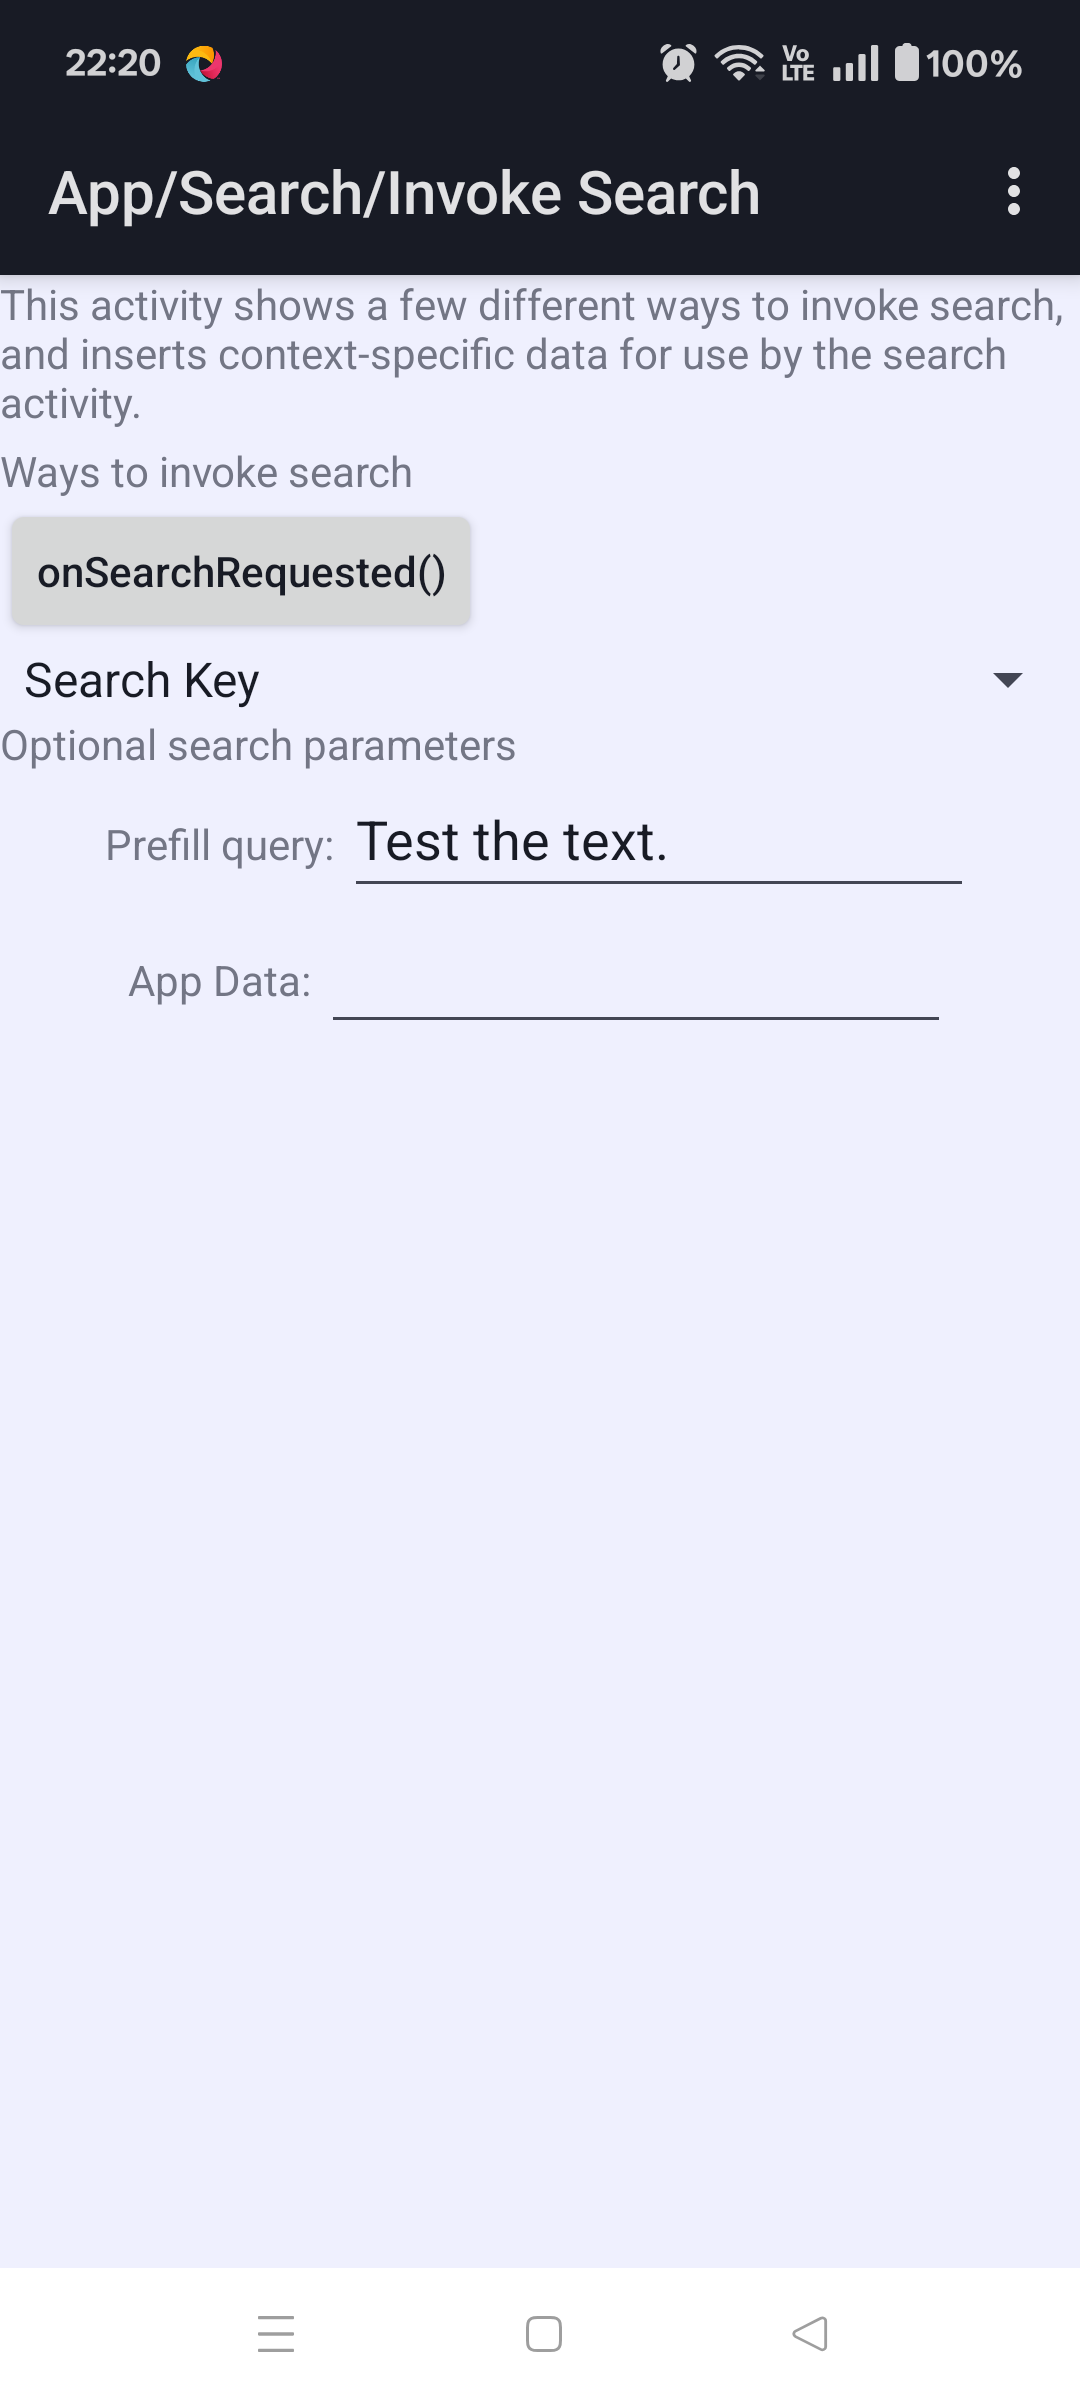 22:20
Vo LTE 100%
App/Search/Invoke Search
This activity shows a few different ways to invoke search,
and inserts context-specific data for use by the search
activity.
Ways to invoke search
onSearchRequested()
Search Key
Optional search parameters
Prefill query: Test the text.
App Data: